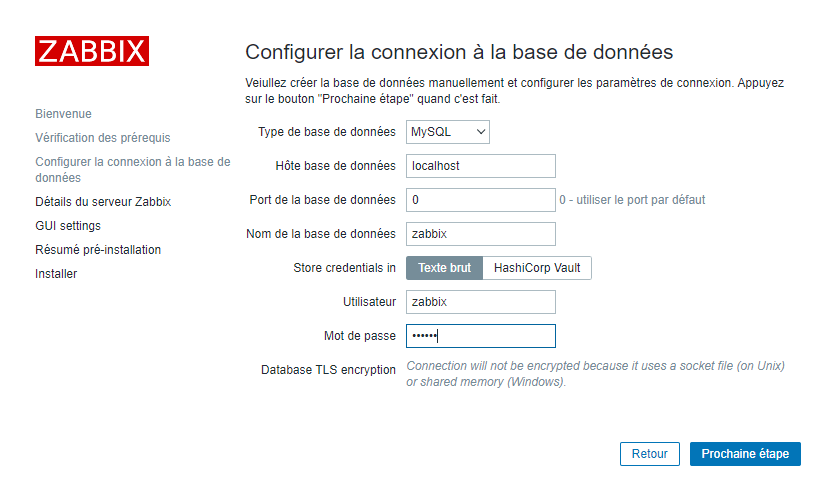 ZABBIX
Bienvenue
Vérification des prérequis
Configurer la connexion à la base de
données
Détails du serveur Zabbix
GUI settings
Résumé pré-installation
Installer
Configurer la connexion à la base de données
Veiullez créer la base de données manuellement et configurer les paramètres de connexion. Appuyez
sur le bouton "Prochaine étape" quand c'est fait.
Type de base de données MySQL
Hôte base de données localhost
Port de la base de données 0 0 - utiliser le port par défaut
Nom de la base de données zabbix
Store credentials in Texte brut HashiCorp Vault
Utilisateur zabbix
Mot de passe ••••••
Database TLS encryption Connection will not be encrypted because it uses a socket file (on Unix)
or shared memory (Windows).
Retour Prochaine étape